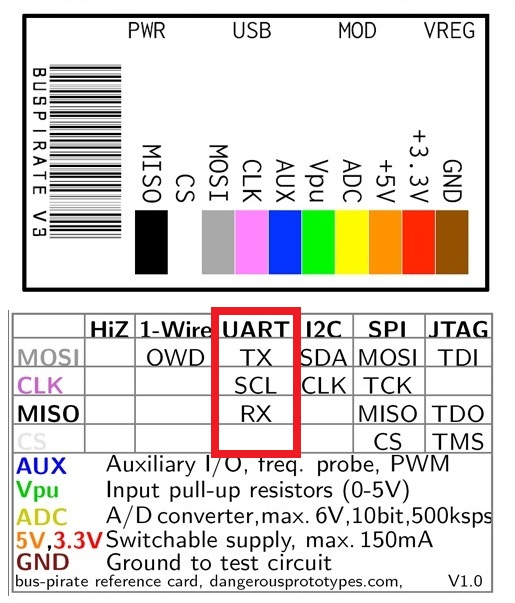 PWR USB MOD VREG
BUSPIRATE V3
MISO CS MOSI CLK AUX Vpu ADC +5V +3.3V GND
HiZ 1-Wire UART I2C SPI JTAG
MOSI OWD TX SDA MOSI TDI
CLK SCL CLK TCK
MISO RX MISO TDO
CS CS TMS
AUX Auxiliary I/O, freq. probe, PWM
Vpu Input pull-up resistors (0-5V)
ADC A/D converter,max. 6V,10bit,500ksps
5V,3.3V Switchable supply, max. 150mA
GND Ground to test circuit
bus-pirate reference card, dangerousprototypes.com, V1.0